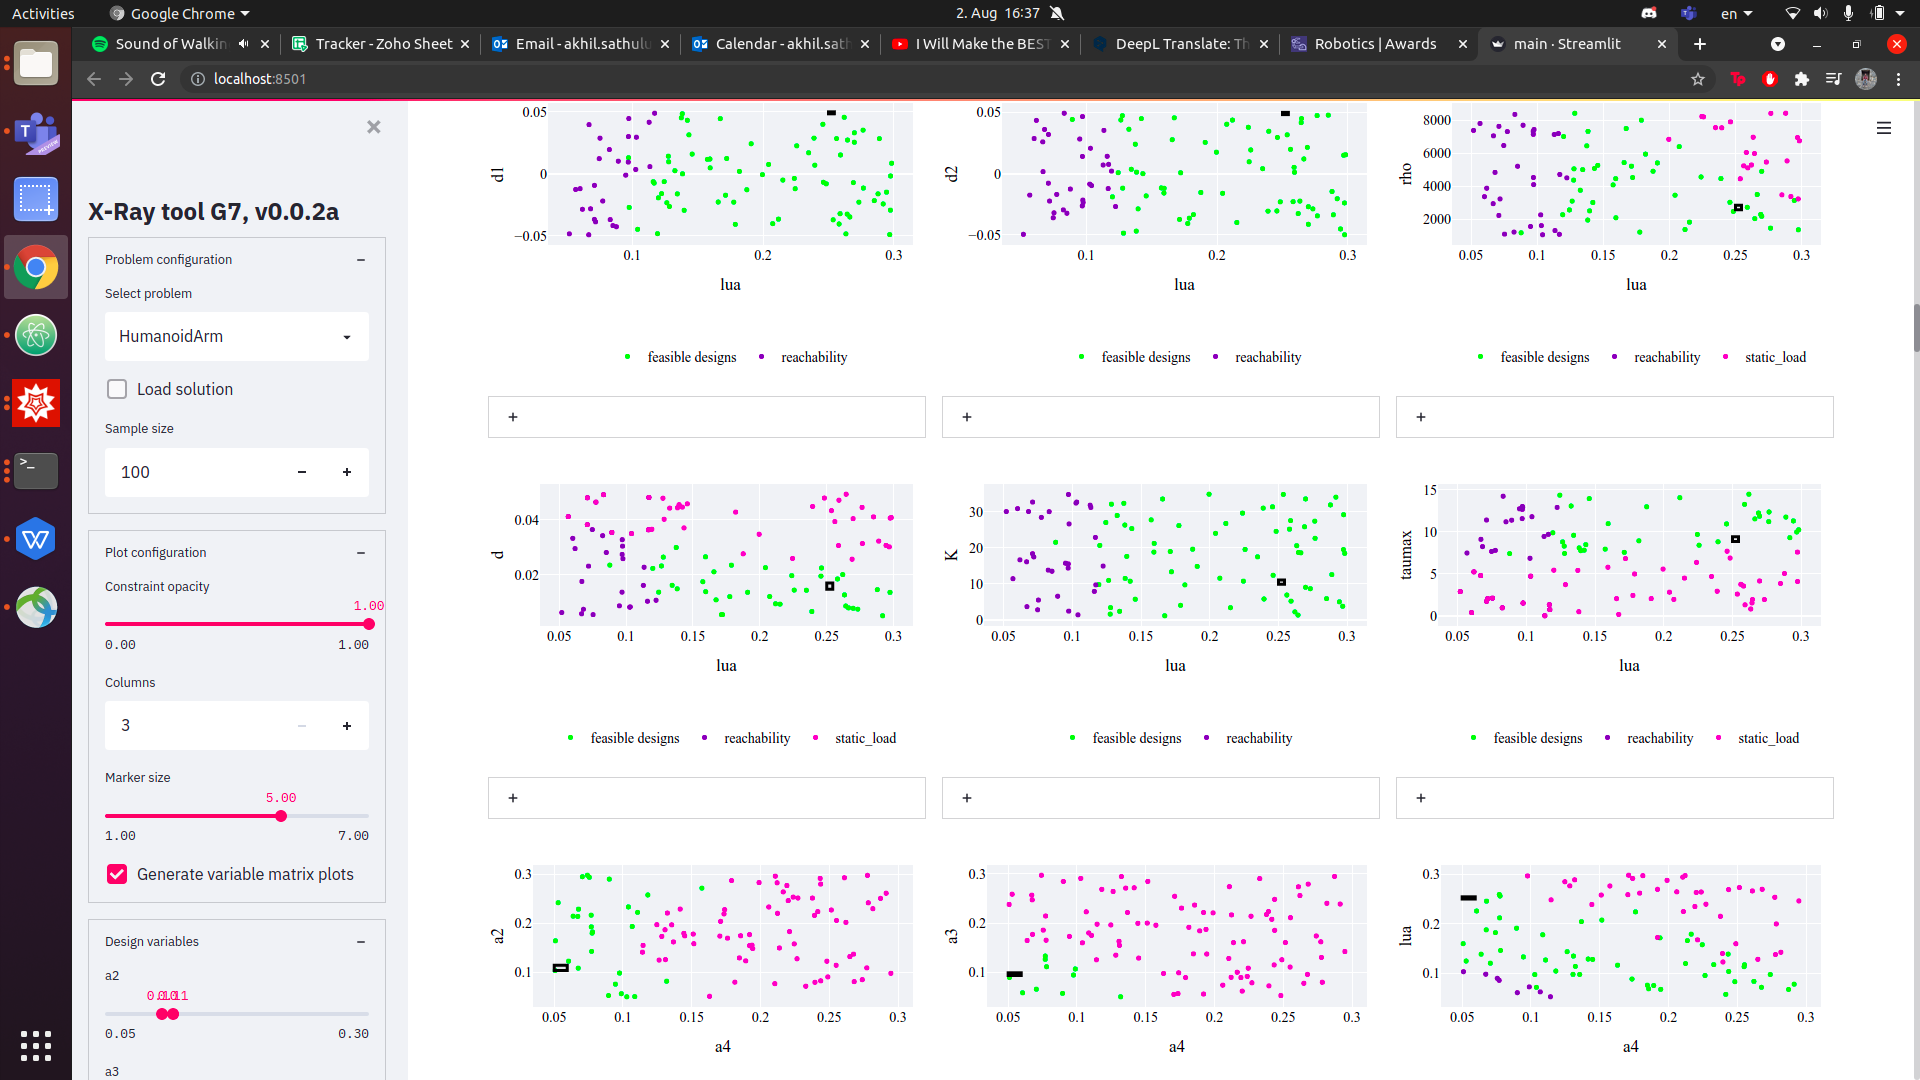 Activities Google Chrome 2. Aug 16:37 en
Sound of Walkin Tracker - Zoho Sheet Email - akhil.sathulu Calendar - akhil.sath I Will Make the BEST DeepL Translate: Th Robotics | Awards main · Streamlit
localhost:8501
X-Ray tool G7, v0.0.2a
Problem configuration
Select problem
HumanoidArm
Load solution
Sample size
100
Plot configuration
Constraint opacity
1.00
0.00 1.00
Columns
3
Marker size
5.00
1.00 7.00
Generate variable matrix plots
Design variables
a2
0.05 0.30
a3
0.05
0
−0.05
d1
0.1 0.2 0.3
lua
feasible designs reachability
0.05
0
−0.05
d2
0.1 0.2 0.3
lua
feasible designs reachability
8000
6000
4000
2000
rho
0.05 0.1 0.15 0.2 0.25 0.3
lua
feasible designs reachability static_load
+ + +
0.04
0.02
d
0.05 0.1 0.15 0.2 0.25 0.3
lua
feasible designs reachability static_load
30
20
10
0
K
0.05 0.1 0.15 0.2 0.25 0.3
lua
feasible designs reachability
15
10
5
0
taumax
0.05 0.1 0.15 0.2 0.25 0.3
lua
feasible designs reachability static_load
+ + +
0.3
0.2
0.1
a2
0.05 0.1 0.15 0.2 0.25 0.3
a4
0.3
0.2
0.1
a3
0.05 0.1 0.15 0.2 0.25 0.3
a4
0.3
0.2
0.1
lua
0.05 0.1 0.15 0.2 0.25 0.3
a4